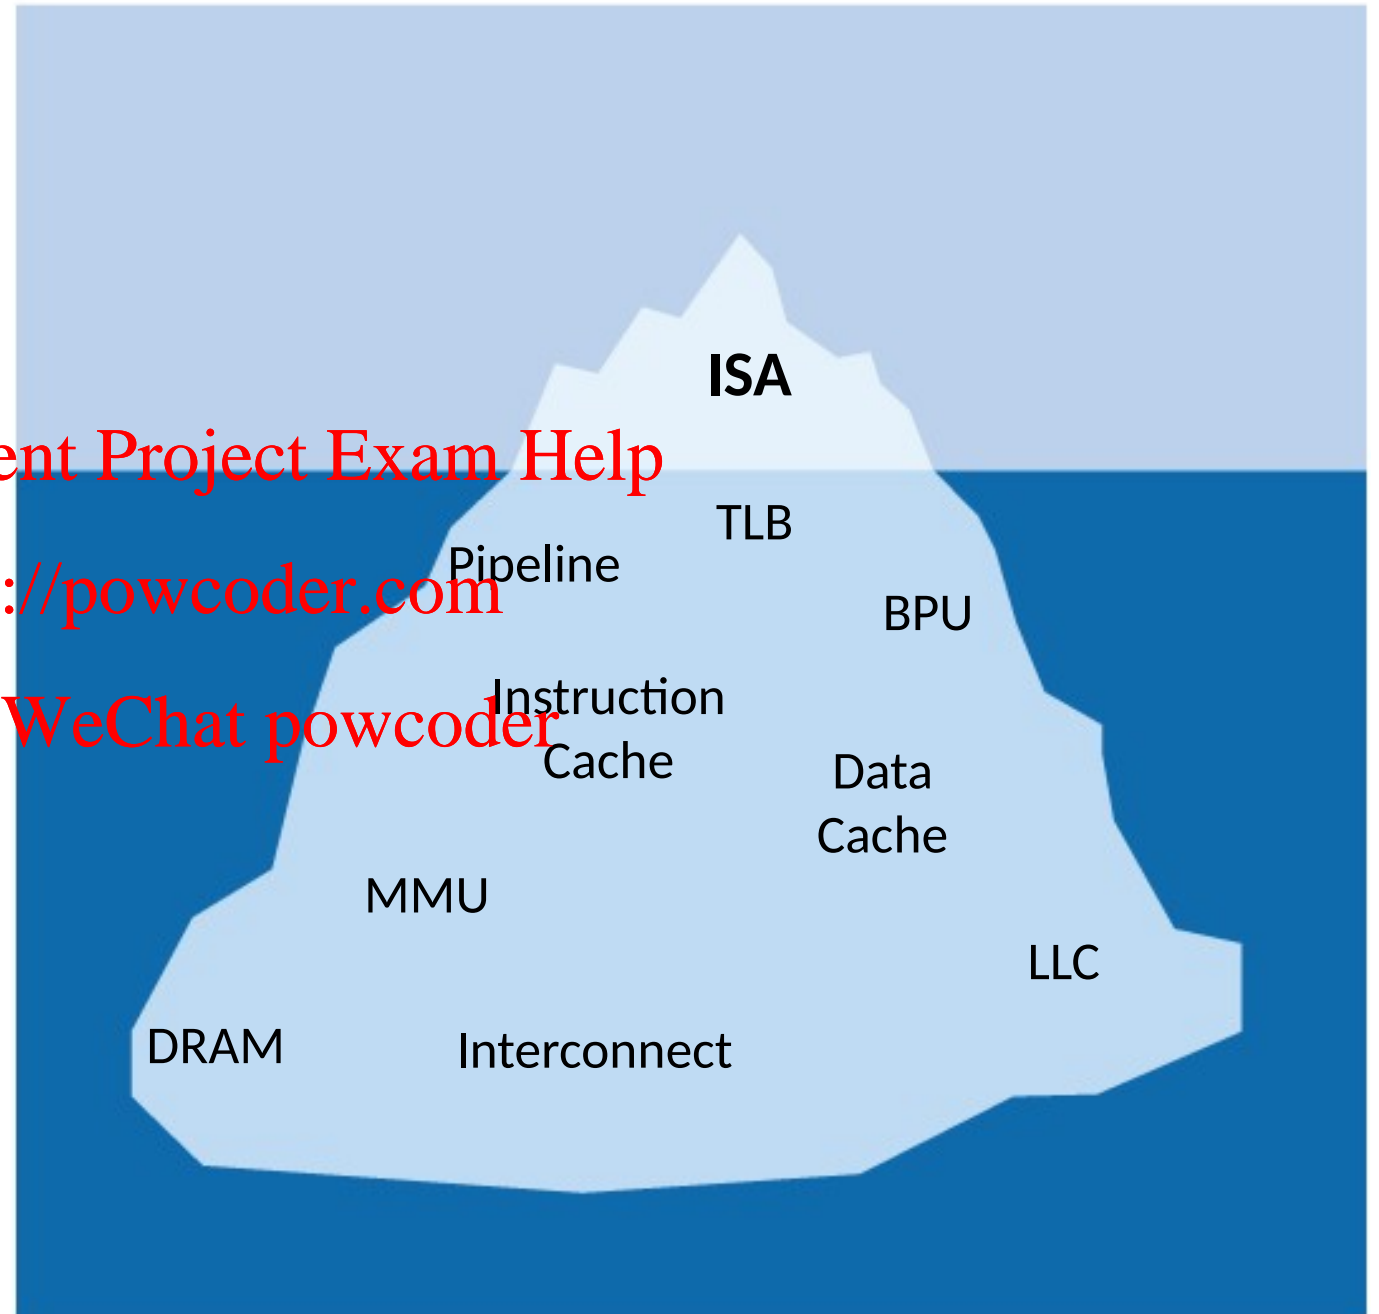 ISA
ent Project Exam Help
TLB
Pipeline
://powcoder.com
BPU
Instruction
Cache
WeChat powcoder
Data
Cache
MMU
LLC
DRAM
Interconnect